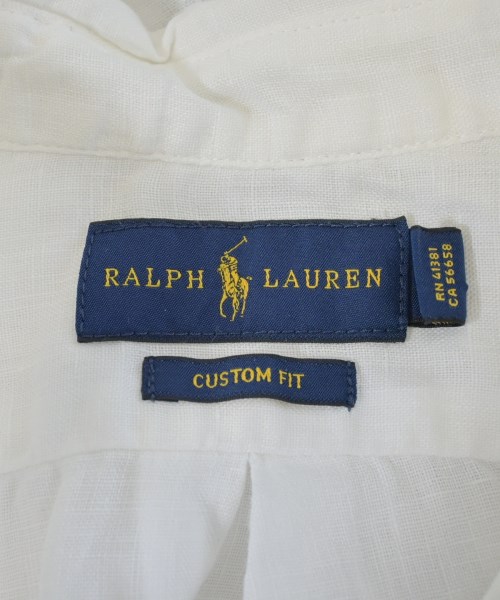 RALPH LAUREN
RN 41381
CA 56658
CUSTOM FIT